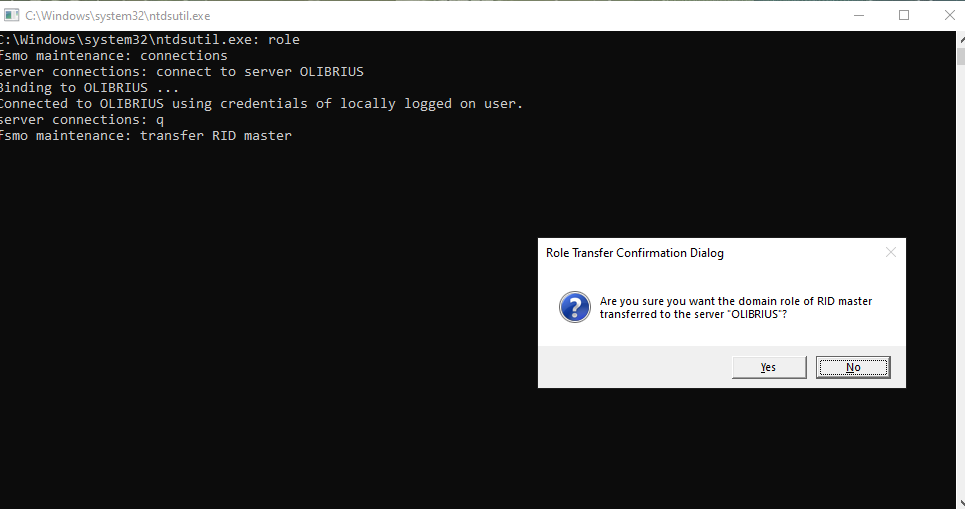 C:\Windows\system32\ntdsutil.exe
C:\Windows\system32\ntdsutil.exe: role
fsmo maintenance: connections
server connections: connect to server OLIBRIUS
Binding to OLIBRIUS ...
Connected to OLIBRIUS using credentials of locally logged on user.
server connections: q
fsmo maintenance: transfer RID master
Role Transfer Confirmation Dialog
Are you sure you want the domain role of RID master
transferred to the server "OLIBRIUS"?
Yes
No